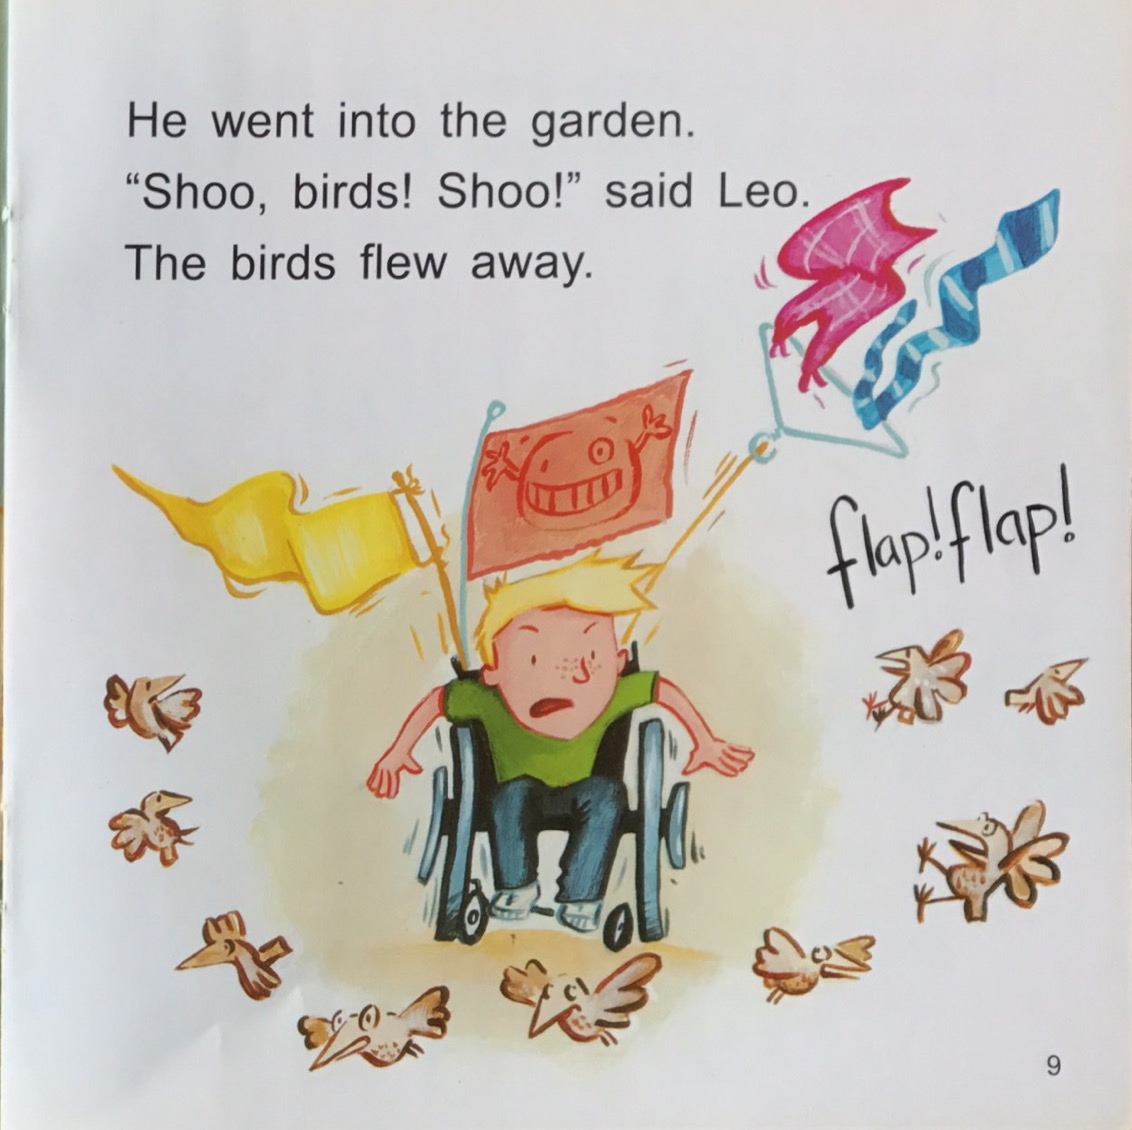 He went into the garden.
“Shoo, birds! Shoo!” said Leo.
The birds flew away.
flap! flap!
9